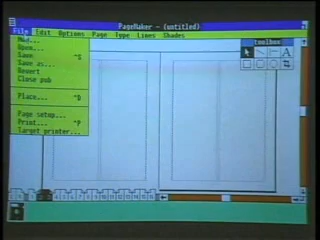 PageMaker - (untitled)
File Edit Options Page Type Lines Shades
New...
Open...
Save ^S
Save as...
Revert
Close pub
Place... ^D
Page setup...
Print... ^P
Target printer...
toolbox
A